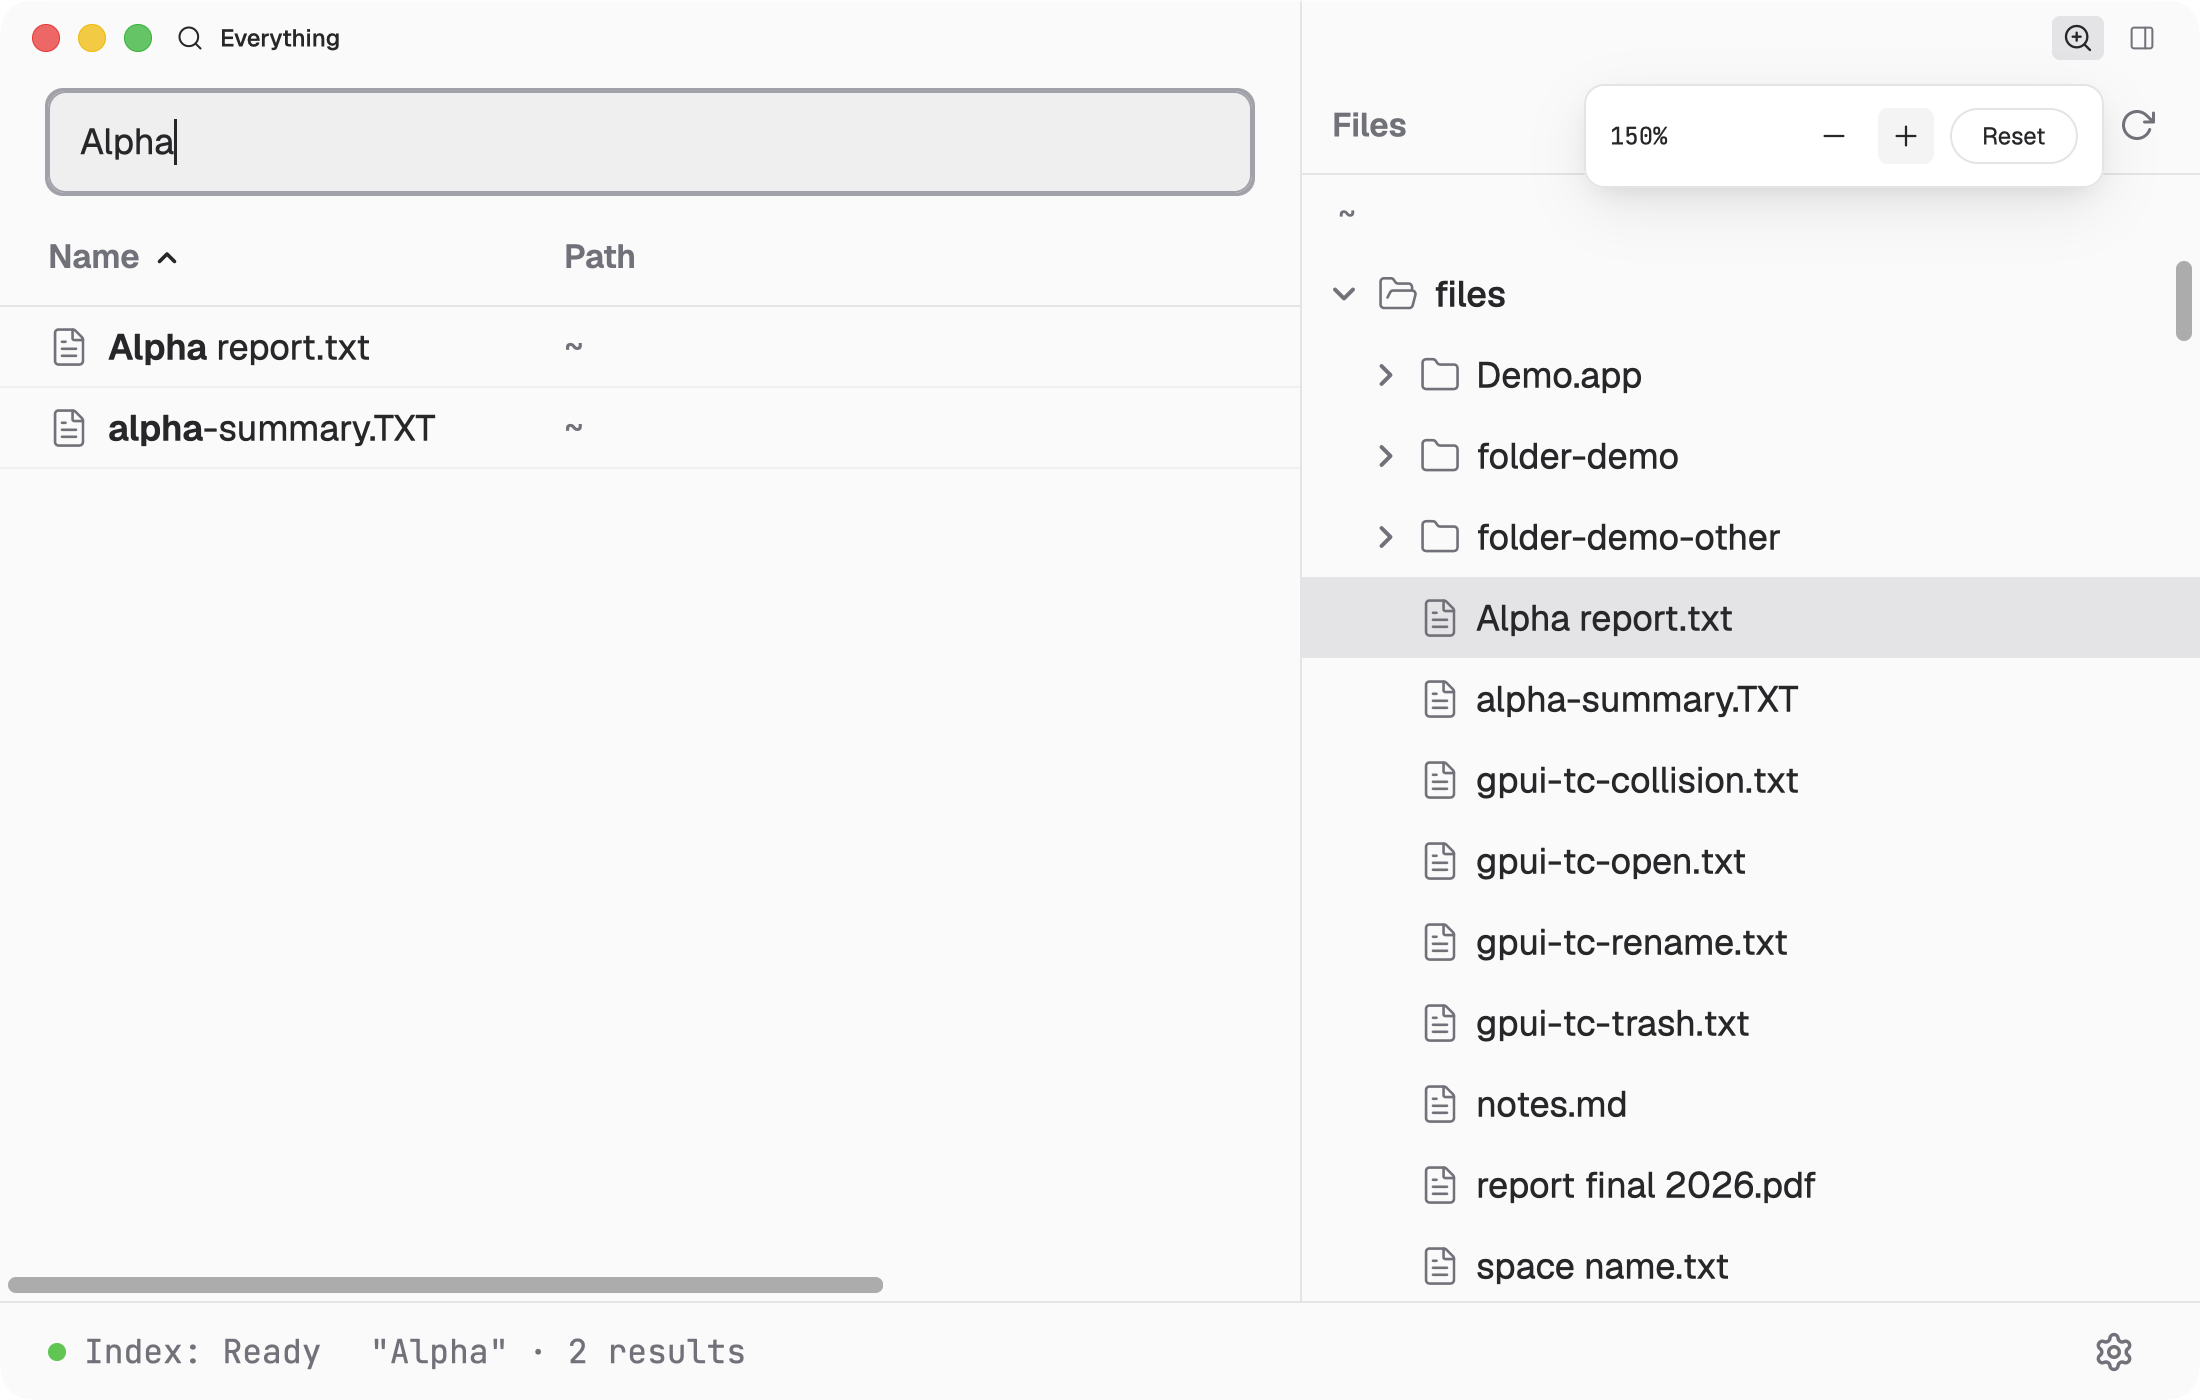 Everything
Alpha
Name Path
Alpha report.txt ~
alpha-summary.TXT ~
Files
150% − + Reset
~
files
Demo.app
folder-demo
folder-demo-other
Alpha report.txt
alpha-summary.TXT
gpui-tc-collision.txt
gpui-tc-open.txt
gpui-tc-rename.txt
gpui-tc-trash.txt
notes.md
report final 2026.pdf
space name.txt
Index: Ready "Alpha" · 2 results